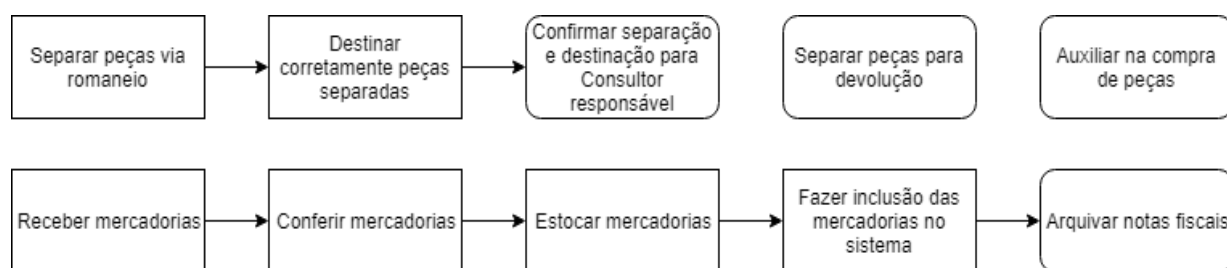 Separar peças via
romaneio
Destinar
corretamente peças
separadas
Confirmar separação
e destinação para
Consultor
responsável
Separar peças para
devolução
Auxiliar na compra
de peças
Receber mercadorias
Conferir mercadorias
Estocar mercadorias
Fazer inclusão das
mercadorias no
sistema
Arquivar notas fiscais